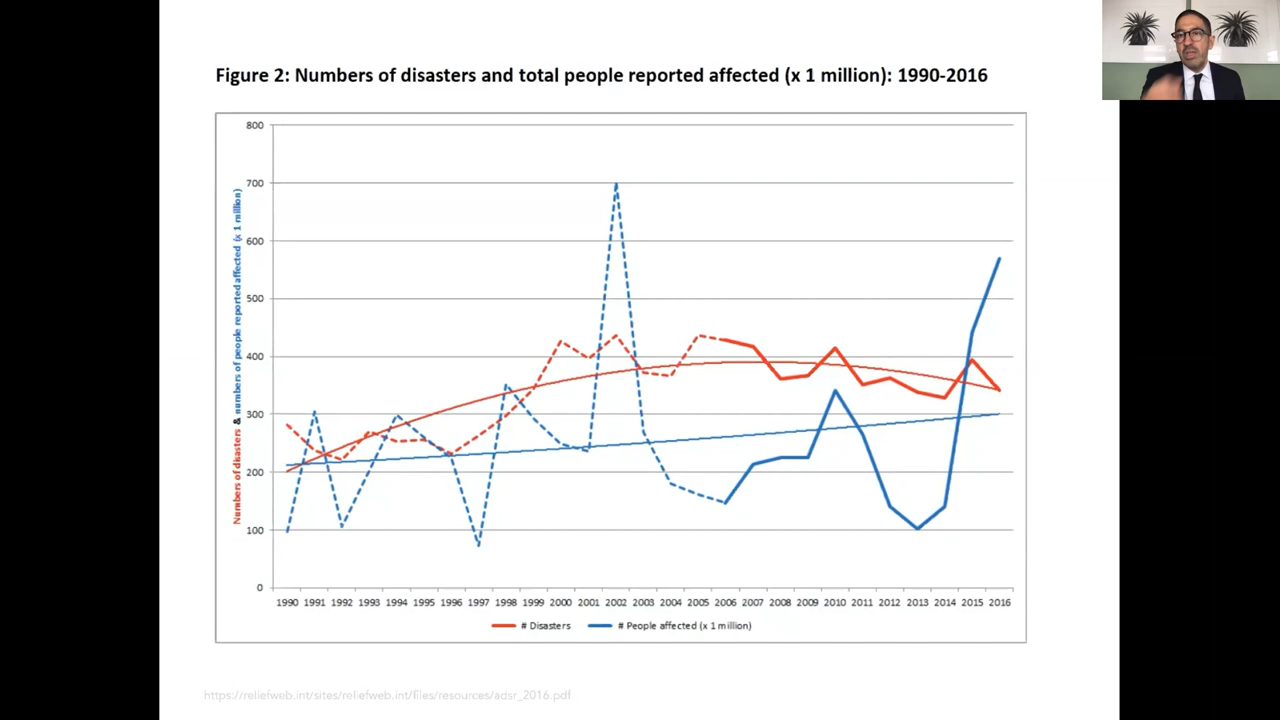 Figure 2: Numbers of disasters and total people reported affected (x 1 million): 1990-2016
Numbers of disasters & numbers of people reported affected (x 1 million)
800
700
600
500
400
300
200
100
0
1990 1991 1992 1993 1994 1995 1996 1997 1998 1999 2000 2001 2002 2003 2004 2005 2006 2007 2008 2009 2010 2011 2012 2013 2014 2015 2016
# Disasters # People affected (x 1 million)
https://reliefweb.int/sites/reliefweb.int/files/resources/adsr_2016.pdf